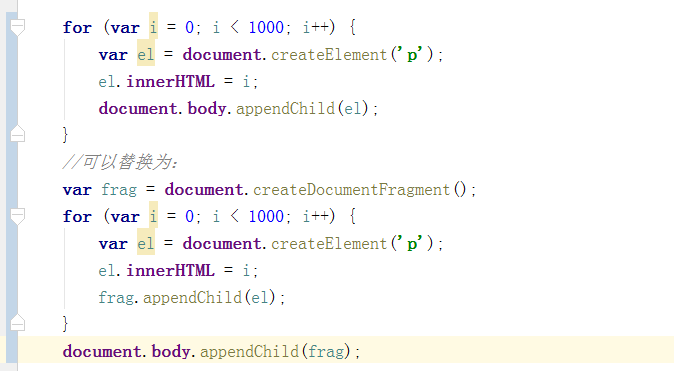 for (var i = 0; i < 1000; i++) {
    var el = document.createElement('p');
    el.innerHTML = i;
    document.body.appendChild(el);
}
//可以替换为:
var frag = document.createDocumentFragment();
for (var i = 0; i < 1000; i++) {
    var el = document.createElement('p');
    el.innerHTML = i;
    frag.appendChild(el);
}
document.body.appendChild(frag);